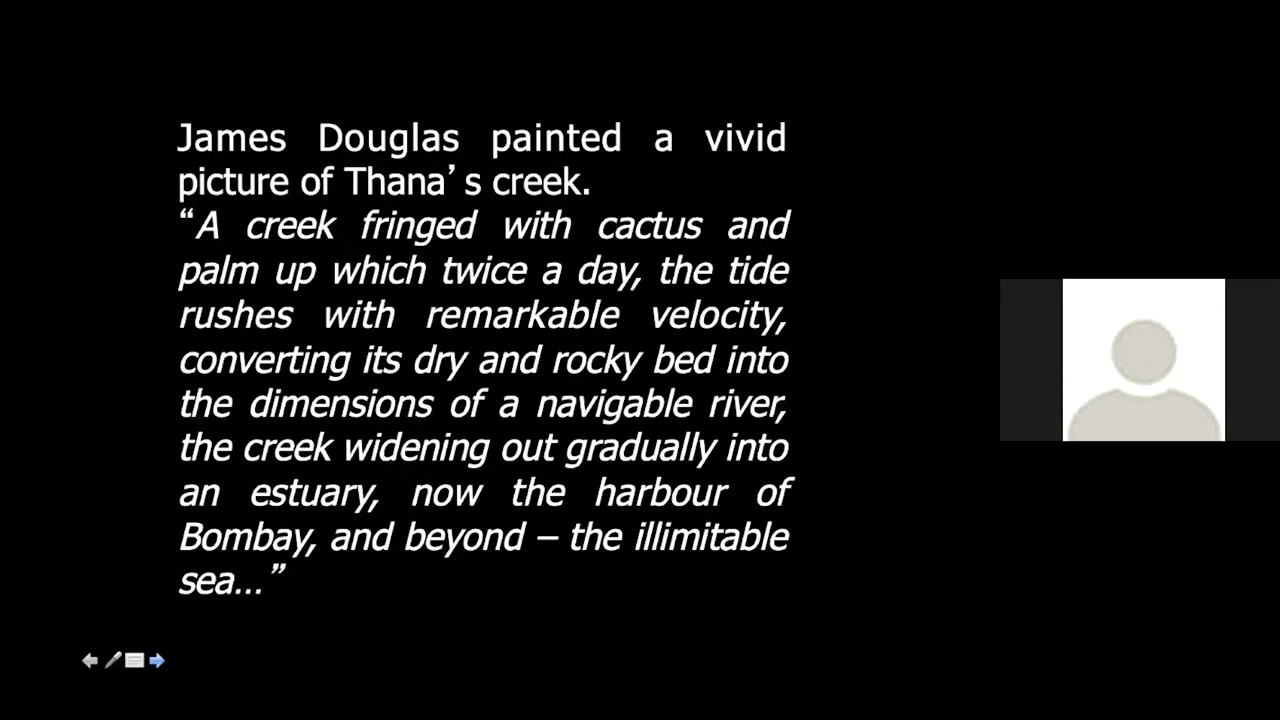 James Douglas painted a vivid
picture of Thana’s creek.
“A creek fringed with cactus and
palm up which twice a day, the tide
rushes with remarkable velocity,
converting its dry and rocky bed into
the dimensions of a navigable river,
the creek widening out gradually into
an estuary, now the harbour of
Bombay, and beyond – the illimitable
sea…”